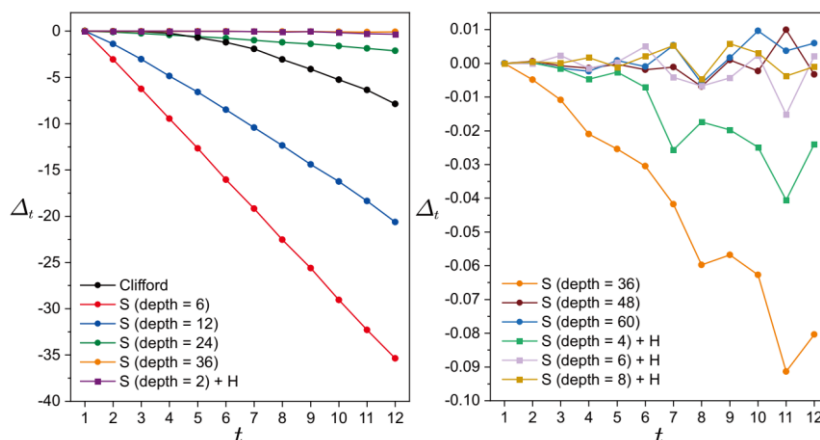 0
-5
-10
-15
-20
-25
-30
-35
-40
Δt
Clifford
S (depth = 6)
S (depth = 12)
S (depth = 24)
S (depth = 36)
S (depth = 2) + H
1 2 3 4 5 6 7 8 9 10 11 12
t
0.01
0.00
-0.01
-0.02
-0.03
-0.04
-0.05
-0.06
-0.07
-0.08
-0.09
-0.10
Δt
S (depth = 36)
S (depth = 48)
S (depth = 60)
S (depth = 4) + H
S (depth = 6) + H
S (depth = 8) + H
1 2 3 4 5 6 7 8 9 10 11 12
t